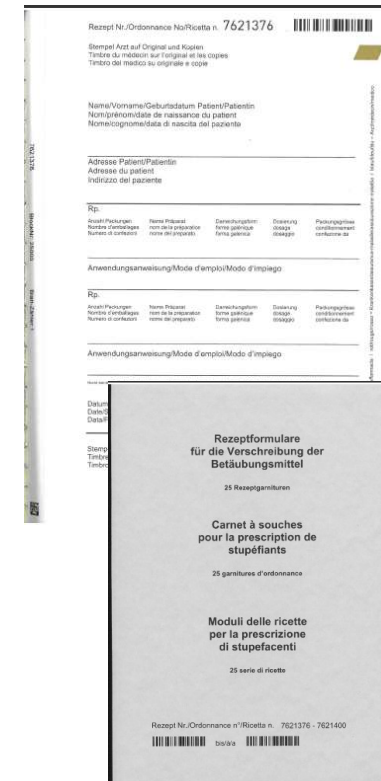 Rezept Nr./Ordonnance No/Ricetta n. 7621376
Stempel Arzt auf Original und Kopien
Timbre du médecin sur l'original et les copies
Timbro del medico su originale e copie
Name/Vorname/Geburtsdatum Patient/Patientin
Nom/prénom/date de naissance du patient
Nome/cognome/data di nascita del paziente
Adresse Patient/Patientin
Adresse du patient
Indirizzo del paziente
Rp.
Anzahl Packungen Name Präparat Darreichungsform Dosierung Packungsgrösse
Nombre d'emballages nom de la préparation forme galénique dosage conditionnement
Numero di confezioni nome del preparato forma galenica dosaggio confezione da
Anwendungsanweisung/Mode d'emploi/Modo d'impiego
Rp.
Anzahl Packungen Name Präparat Darreichungsform Dosierung Packungsgrösse
Nombre d'emballages nom de la préparation forme galénique dosage conditionnement
Numero di confezioni nome del preparato forma galenica dosaggio confezione da
Anwendungsanweisung/Mode d'emploi/Modo d'impiego
Datum
Date/S
Data/F
Stemp
Timbre
Timbro
7621376
Rezeptformulare
für die Verschreibung der
Betäubungsmittel
25 Rezeptgarnituren
Carnet à souches
pour la prescription de
stupéfiants
25 garnitures d'ordonnance
Moduli delle ricette
per la prescrizione
di stupefacenti
25 serie di ricette
Rezept Nr./Ordonnance n°/Ricetta n. 7621376 - 7621400
bis/à/a